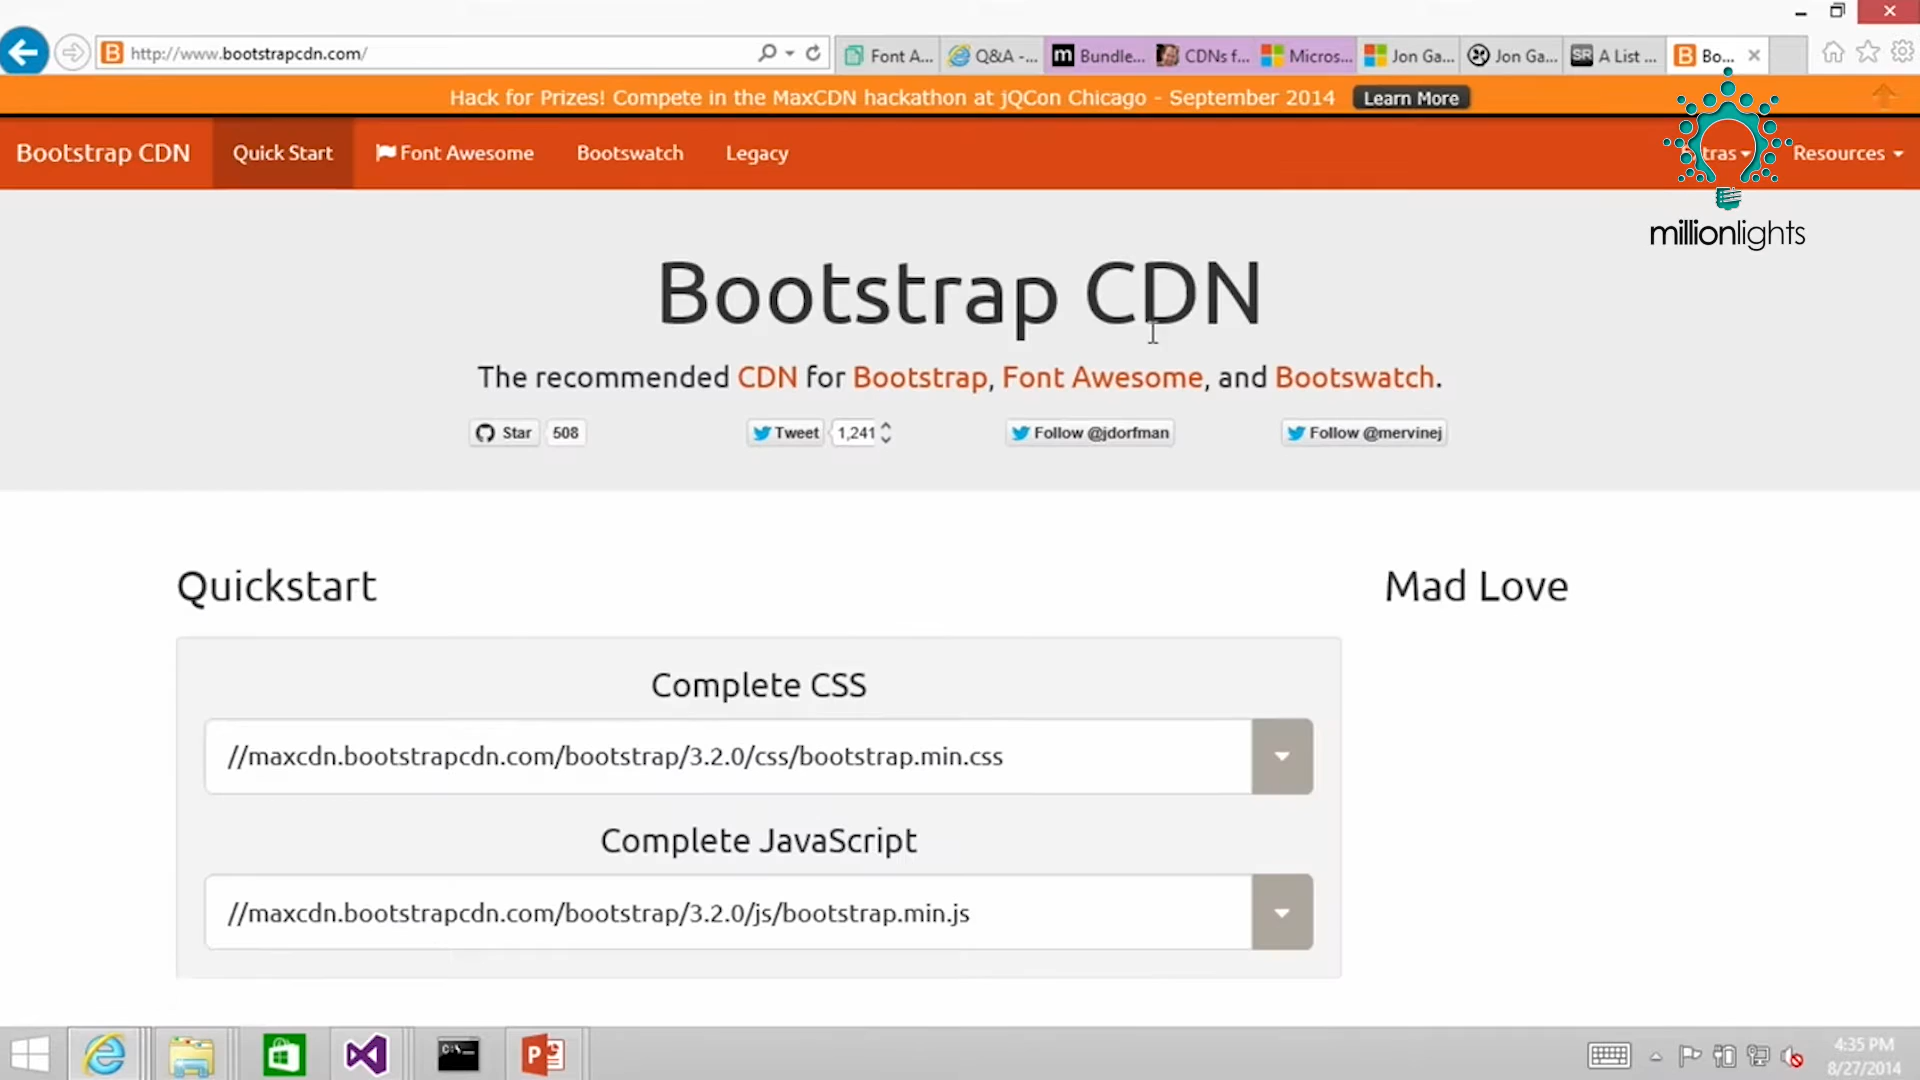 http://www.bootstrapcdn.com/
Font A...
Q&A -...
Bundle...
CDNs f...
Micros...
Jon Ga...
Jon Ga...
A List ...
Bo...
Hack for Prizes! Compete in the MaxCDN hackathon at jQCon Chicago - September 2014
Learn More
Bootstrap CDN
Quick Start
Font Awesome
Bootswatch
Legacy
Resources
millionlights
Bootstrap CDN
The recommended CDN for Bootstrap, Font Awesome, and Bootswatch.
Star
508
Tweet
1,241
Follow @jdorfman
Follow @mervinej
Quickstart
Mad Love
Complete CSS
//maxcdn.bootstrapcdn.com/bootstrap/3.2.0/css/bootstrap.min.css
Complete JavaScript
//maxcdn.bootstrapcdn.com/bootstrap/3.2.0/js/bootstrap.min.js
4:35 PM
8/27/2014